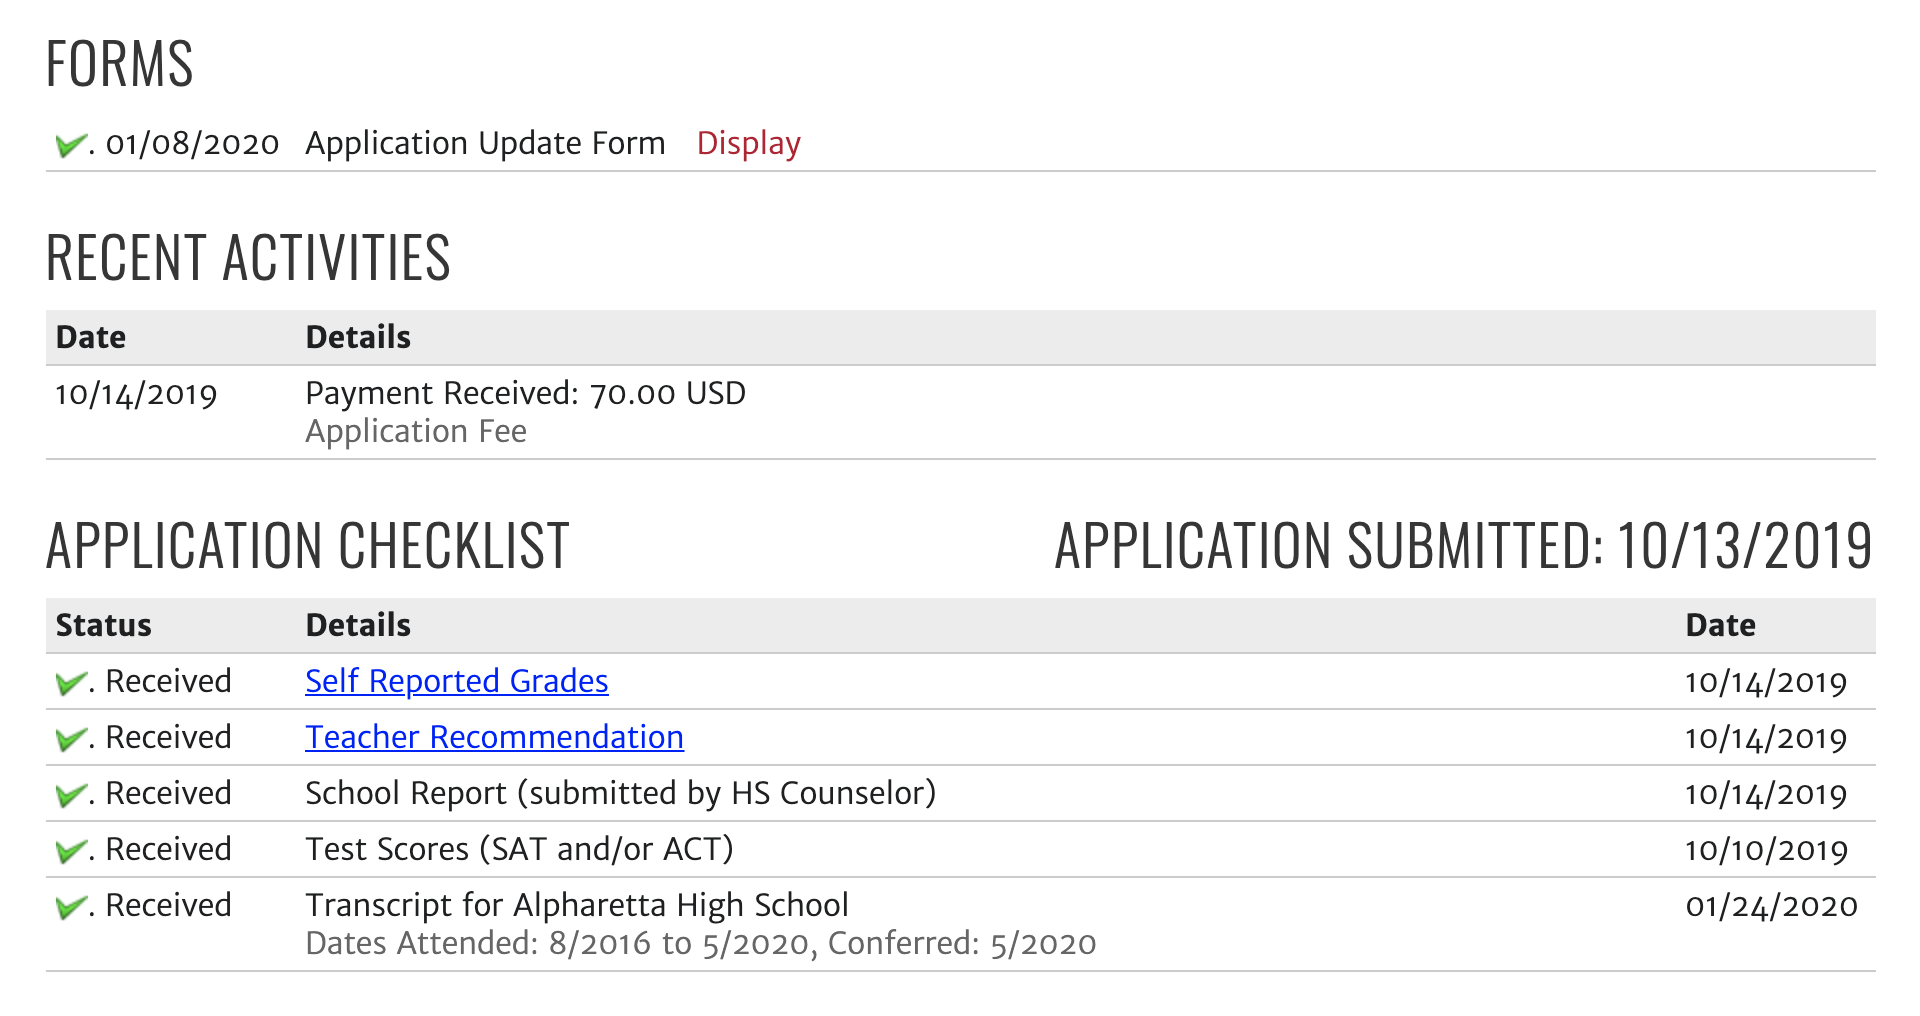 FORMS
. 01/08/2020 Application Update Form Display
RECENT ACTIVITIES
Date Details
10/14/2019 Payment Received: 70.00 USD
Application Fee
APPLICATION CHECKLIST APPLICATION SUBMITTED: 10/13/2019
Status Details Date
. Received Self Reported Grades 10/14/2019
. Received Teacher Recommendation 10/14/2019
. Received School Report (submitted by HS Counselor) 10/14/2019
. Received Test Scores (SAT and/or ACT) 10/10/2019
. Received Transcript for Alpharetta High School 01/24/2020
Dates Attended: 8/2016 to 5/2020, Conferred: 5/2020